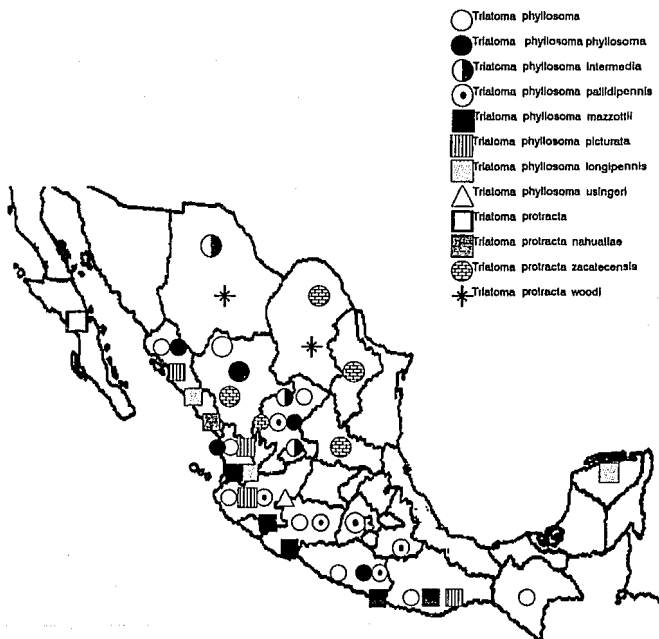 Triatoma phyllosoma
Triatoma phyllosoma phyllosoma
Triatoma phyllosoma intermedia
Triatoma phyllosoma pallidipennis
Triatoma phyllosoma mazzottii
Triatoma phyllosoma picturata
Triatoma phyllosoma longipennis
Triatoma phyllosoma usingeri
Triatoma protracta
Triatoma protracta nahuatlae
Triatoma protracta zacatecensis
Triatoma protracta woodi